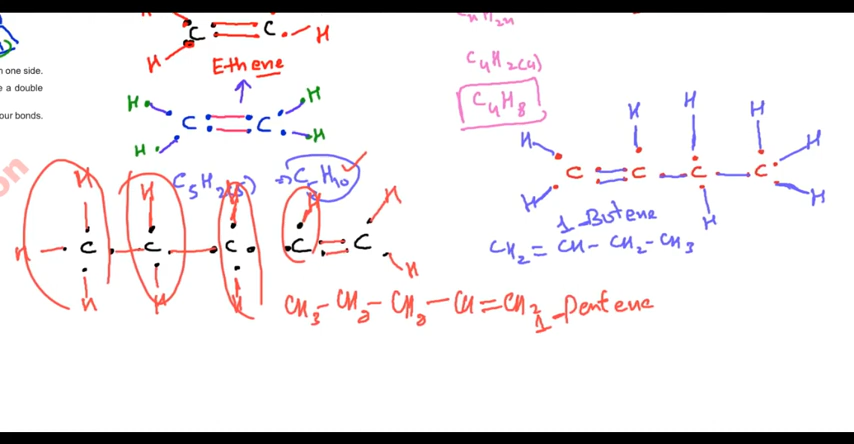 n one side.
e a double
our bonds.
on
CnH2n
H
C = C H
H
Ethene
C4H2(4)
C4H8
H H
C = C
H H
H H H
H H
C = C - C - C
H H H
1-Butene
CH2 = CH - CH2 - CH3
C5H2(5) ⇒ C5H10 ✓
H H H H H
H C - C - C C = C
H H H H
CH3 - CH2 - CH2 - CH = CH2 1-Pentene